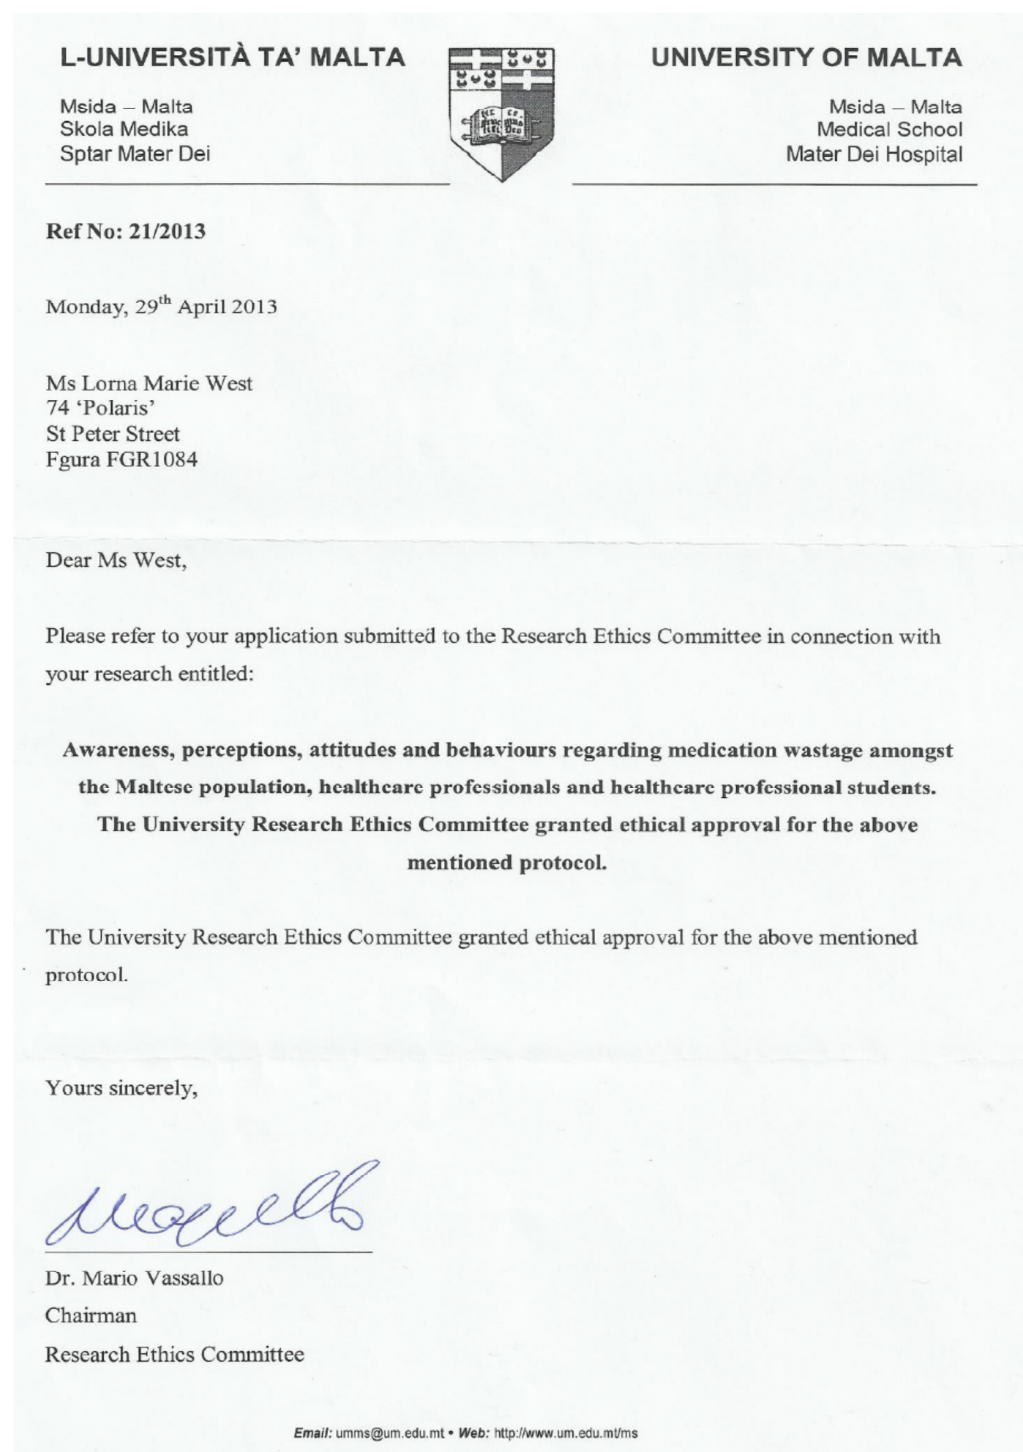 L-UNIVERSITÀ TA' MALTA
Msida – Malta
Skola Medika
Sptar Mater Dei
UNIVERSITY OF MALTA
Msida – Malta
Medical School
Mater Dei Hospital
Ref No: 21/2013
Monday, 29th April 2013
Ms Lorna Marie West
74 ‘Polaris’
St Peter Street
Fgura FGR1084
Dear Ms West,
Please refer to your application submitted to the Research Ethics Committee in connection with
your research entitled:
Awareness, perceptions, attitudes and behaviours regarding medication wastage amongst
the Maltese population, healthcare professionals and healthcare professional students.
The University Research Ethics Committee granted ethical approval for the above
mentioned protocol.
The University Research Ethics Committee granted ethical approval for the above mentioned
protocol.
Yours sincerely,
Dr. Mario Vassallo
Chairman
Research Ethics Committee
Email: umms@um.edu.mt • Web: http://www.um.edu.mt/ms